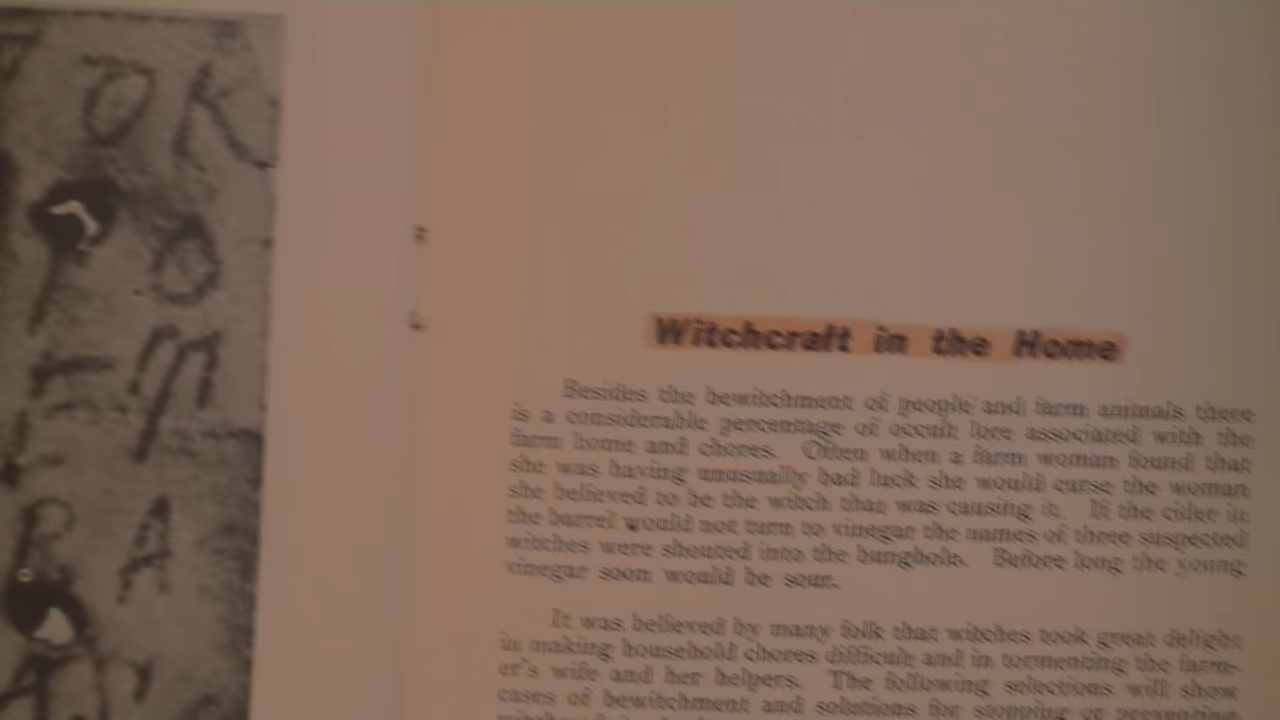 OK
O
M
R A
Witchcraft in the Home
Besides the bewitchment of people and farm animals there
is a considerable percentage of occult lore associated with the
farm home and chores. Often when a farm woman found that
she was having unusually bad luck she would curse the woman
she believed to be the witch that was causing it. If the cider in
the barrel would not turn to vinegar the names of three suspected
witches were shouted into the bunghole. Before long the young
vinegar soon would be sour.
It was believed by many folk that witches took great delight
in making household chores difficult and in tormenting the farm-
er's wife and her helpers. The following selections will show
cases of bewitchment and solutions for stopping or preventing